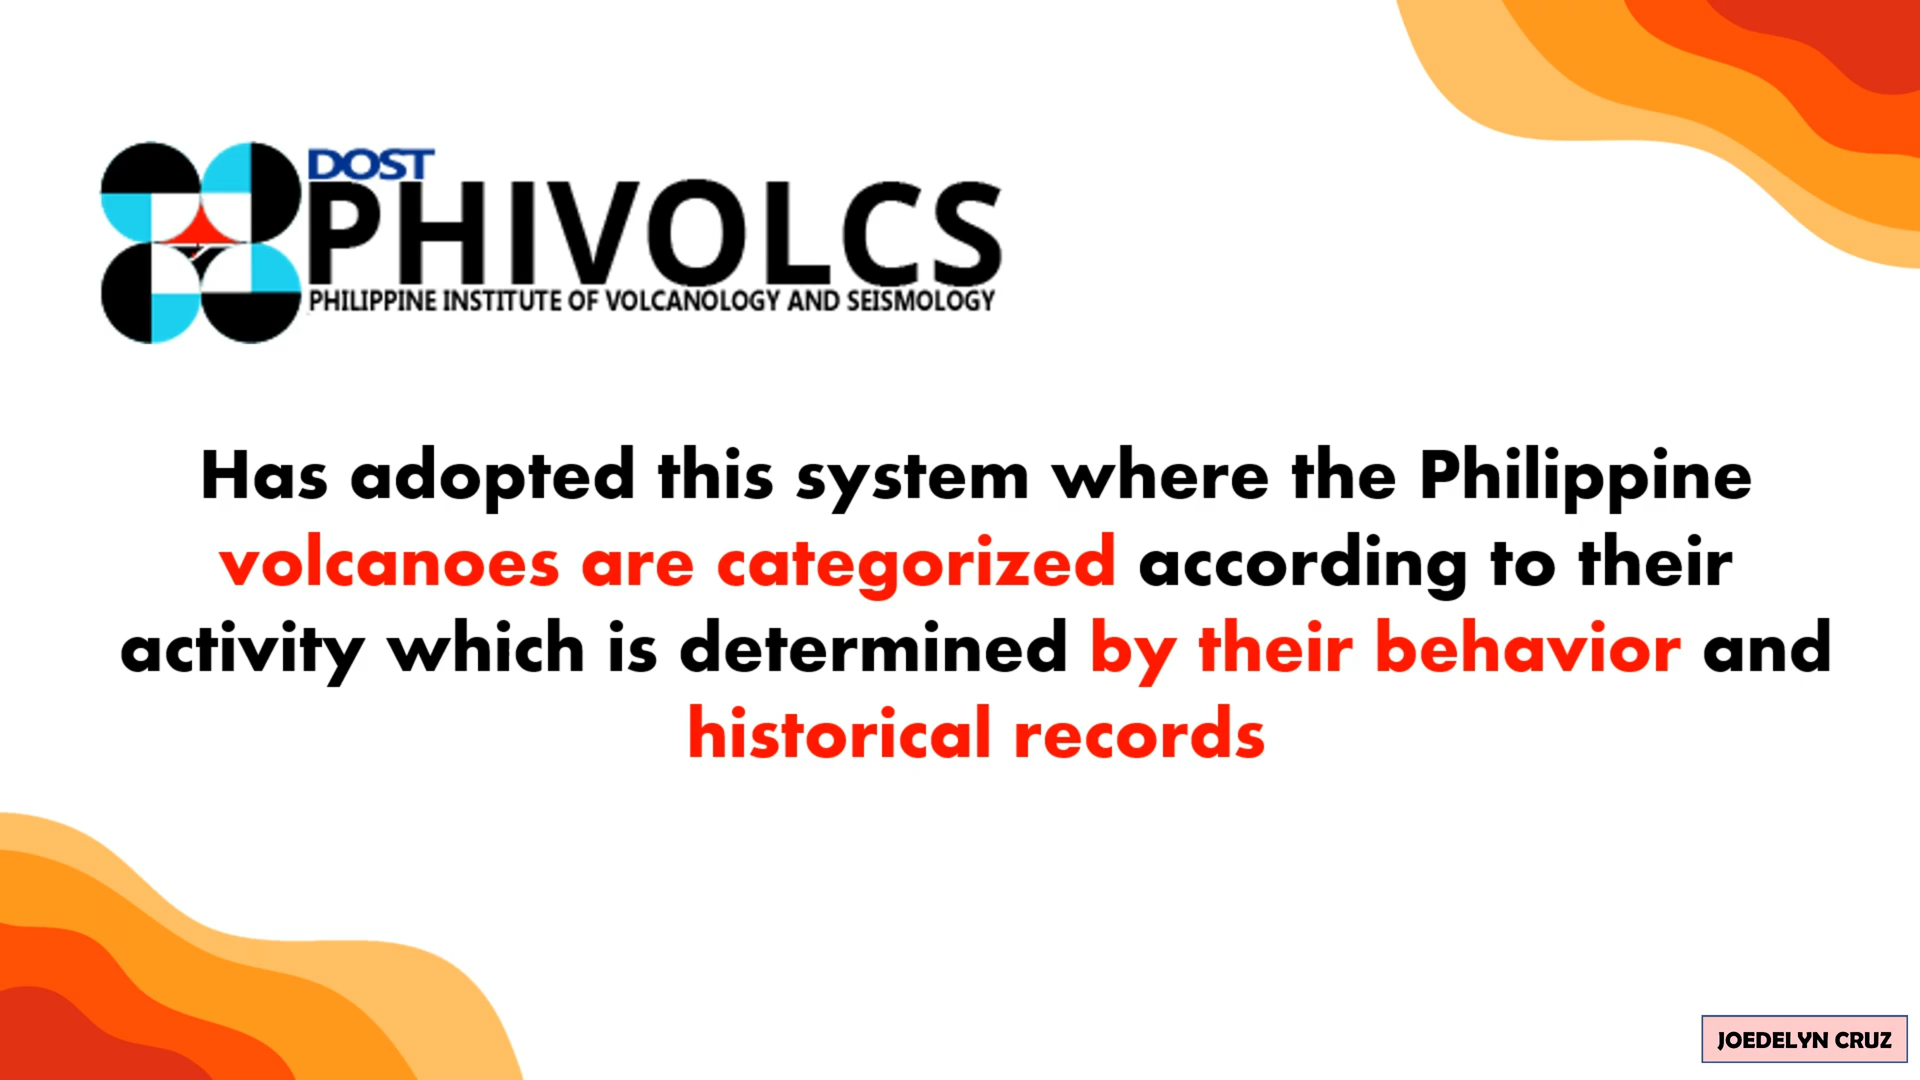 DOST
PHIVOLCS
PHILIPPINE INSTITUTE OF VOLCANOLOGY AND SEISMOLOGY
Has adopted this system where the Philippine
volcanoes are categorized according to their
activity which is determined by their behavior and
historical records
JOEDELYN CRUZ